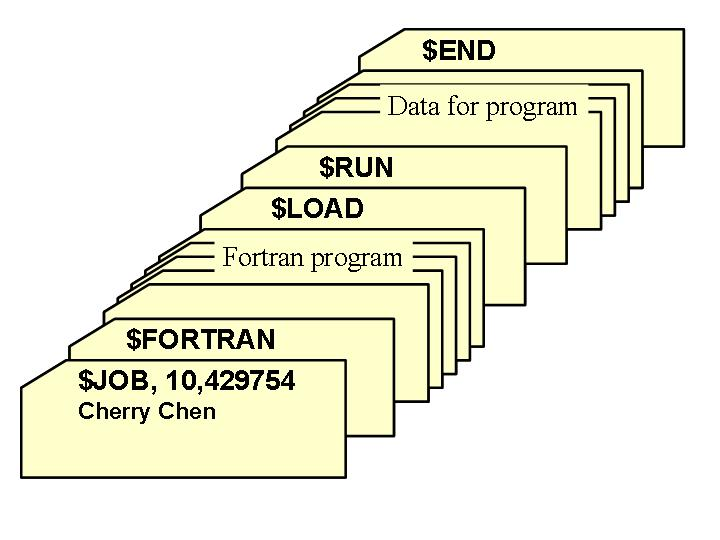 $END
Data for program
$RUN
$LOAD
Fortran program
$FORTRAN
$JOB, 10,429754
Cherry Chen